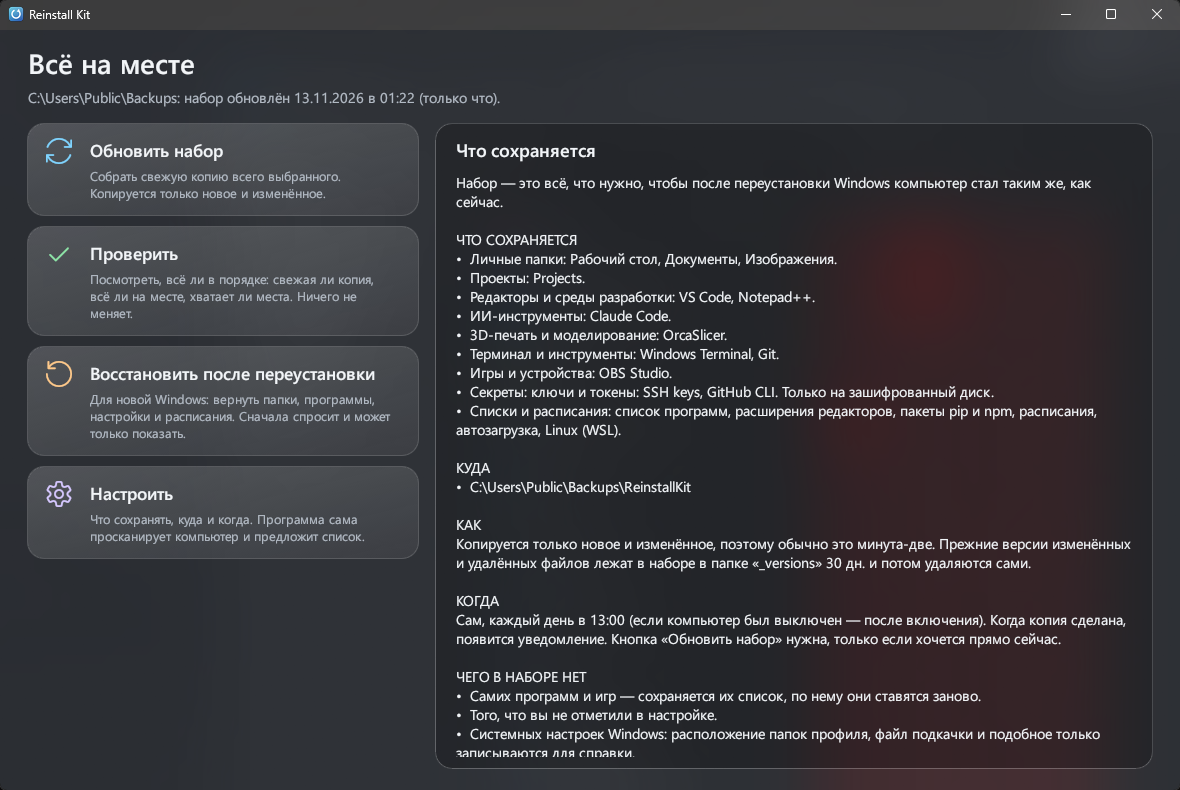 Reinstall Kit
Всё на месте
C:\Users\Public\Backups: набор обновлён 13.11.2026 в 01:22 (только что).
Обновить набор
Собрать свежую копию всего выбранного.
Копируется только новое и изменённое.
Проверить
Посмотреть, всё ли в порядке: свежая ли копия,
всё ли на месте, хватает ли места. Ничего не
меняет.
Восстановить после переустановки
Для новой Windows: вернуть папки, программы,
настройки и расписания. Сначала спросит и может
только показать.
Настроить
Что сохранять, куда и когда. Программа сама
просканирует компьютер и предложит список.
Что сохраняется
Набор — это всё, что нужно, чтобы после переустановки Windows компьютер стал таким же, как
сейчас.
ЧТО СОХРАНЯЕТСЯ
• Личные папки: Рабочий стол, Документы, Изображения.
• Проекты: Projects.
• Редакторы и среды разработки: VS Code, Notepad++.
• ИИ-инструменты: Claude Code.
• 3D-печать и моделирование: OrcaSlicer.
• Терминал и инструменты: Windows Terminal, Git.
• Игры и устройства: OBS Studio.
• Секреты: ключи и токены: SSH keys, GitHub CLI. Только на зашифрованный диск.
• Списки и расписания: список программ, расширения редакторов, пакеты pip и npm, расписания,
автозагрузка, Linux (WSL).
КУДА
• C:\Users\Public\Backups\ReinstallKit
КАК
Копируется только новое и изменённое, поэтому обычно это минута-две. Прежние версии изменённых
и удалённых файлов лежат в наборе в папке «_versions» 30 дн. и потом удаляются сами.
КОГДА
Сам, каждый день в 13:00 (если компьютер был выключен — после включения). Когда копия сделана,
появится уведомление. Кнопка «Обновить набор» нужна, только если хочется прямо сейчас.
ЧЕГО В НАБОРЕ НЕТ
• Самих программ и игр — сохраняется их список, по нему они ставятся заново.
• Того, что вы не отметили в настройке.
• Системных настроек Windows: расположение папок профиля, файл подкачки и подобное только
записываются для справки.